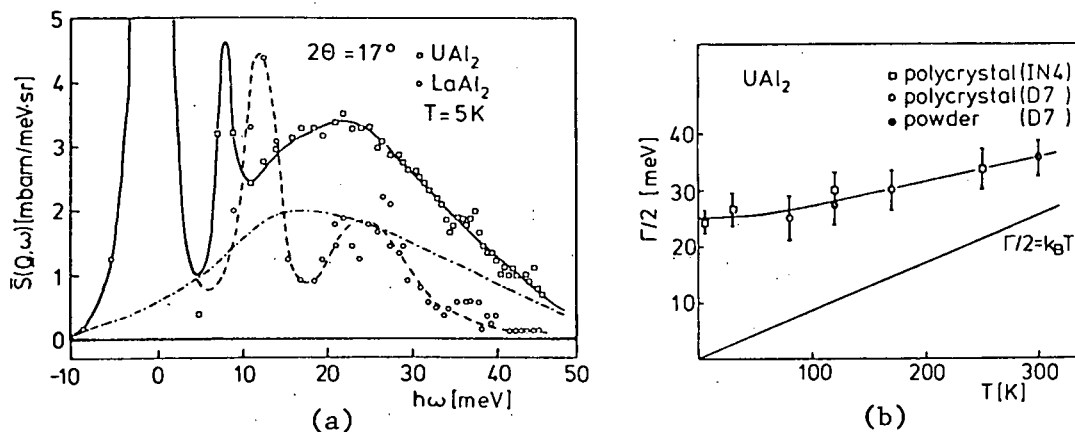 5
4
3
2
1
0
S̄(Q,ω)[mbarn/meV·sr]
2Θ = 17°
UAl₂
LaAl₂
T = 5K
-10 0 10 20 30 40 50
ħω [meV]
(a)
UAl₂
polycrystal (IN4)
polycrystal (D7)
powder (D7)
40
30
20
10
Γ/2 [meV]
Γ/2=k_BT
100 200 300
T [K]
(b)